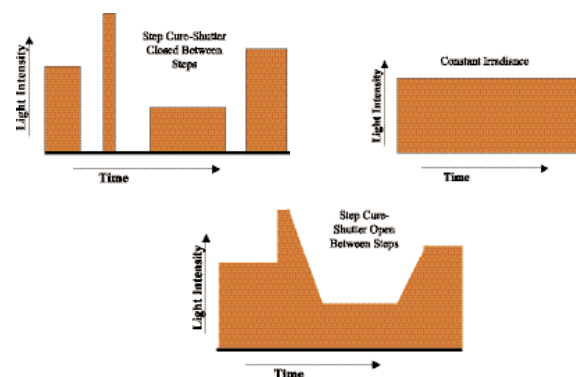 Step Cure-Shutter
Closed Between
Steps
Light Intensity
Time
Constant Irradiance
Light Intensity
Time
Step Cure-
Shutter Open
Between Steps
Light Intensity
Time